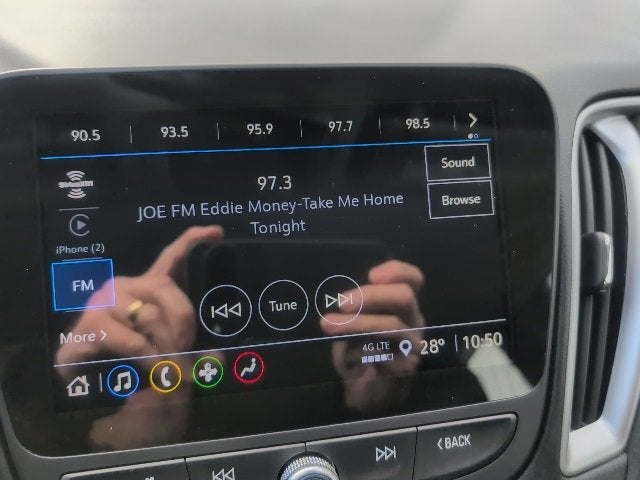 90.5 93.5 95.9 97.7 98.5
SiriusXM
97.3
Sound
JOE FM Eddie Money-Take Me Home
Tonight
Browse
iPhone (2)
FM
Tune
More
4G LTE 28° 10:50
BACK